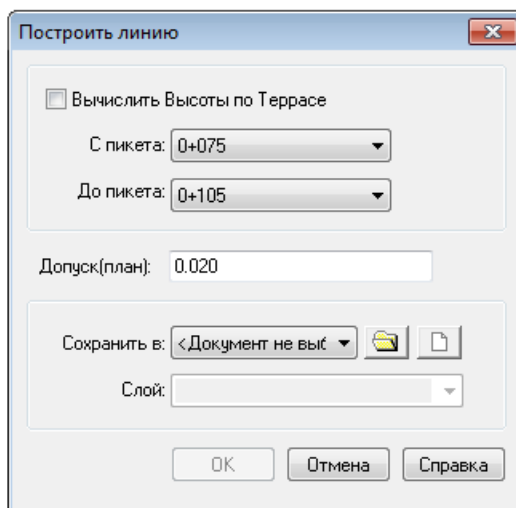 Построить линию
Вычислить Высоты по Террасе
С пикета: 0+075
До пикета: 0+105
Допуск(план): 0.020
Сохранить в: <Документ не выб
Слой:
OK Отмена Справка